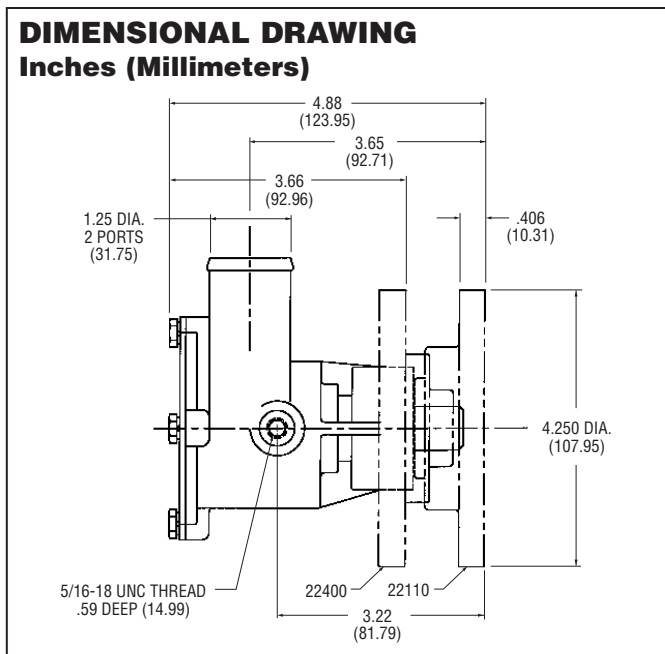 DIMENSIONAL DRAWING
Inches (Millimeters)
4.88
(123.95)
3.65
(92.71)
3.66
(92.96)
1.25 DIA.
2 PORTS
(31.75)
.406
(10.31)
4.250 DIA.
(107.95)
5/16-18 UNC THREAD
.59 DEEP (14.99)
22400
22110
3.22
(81.79)